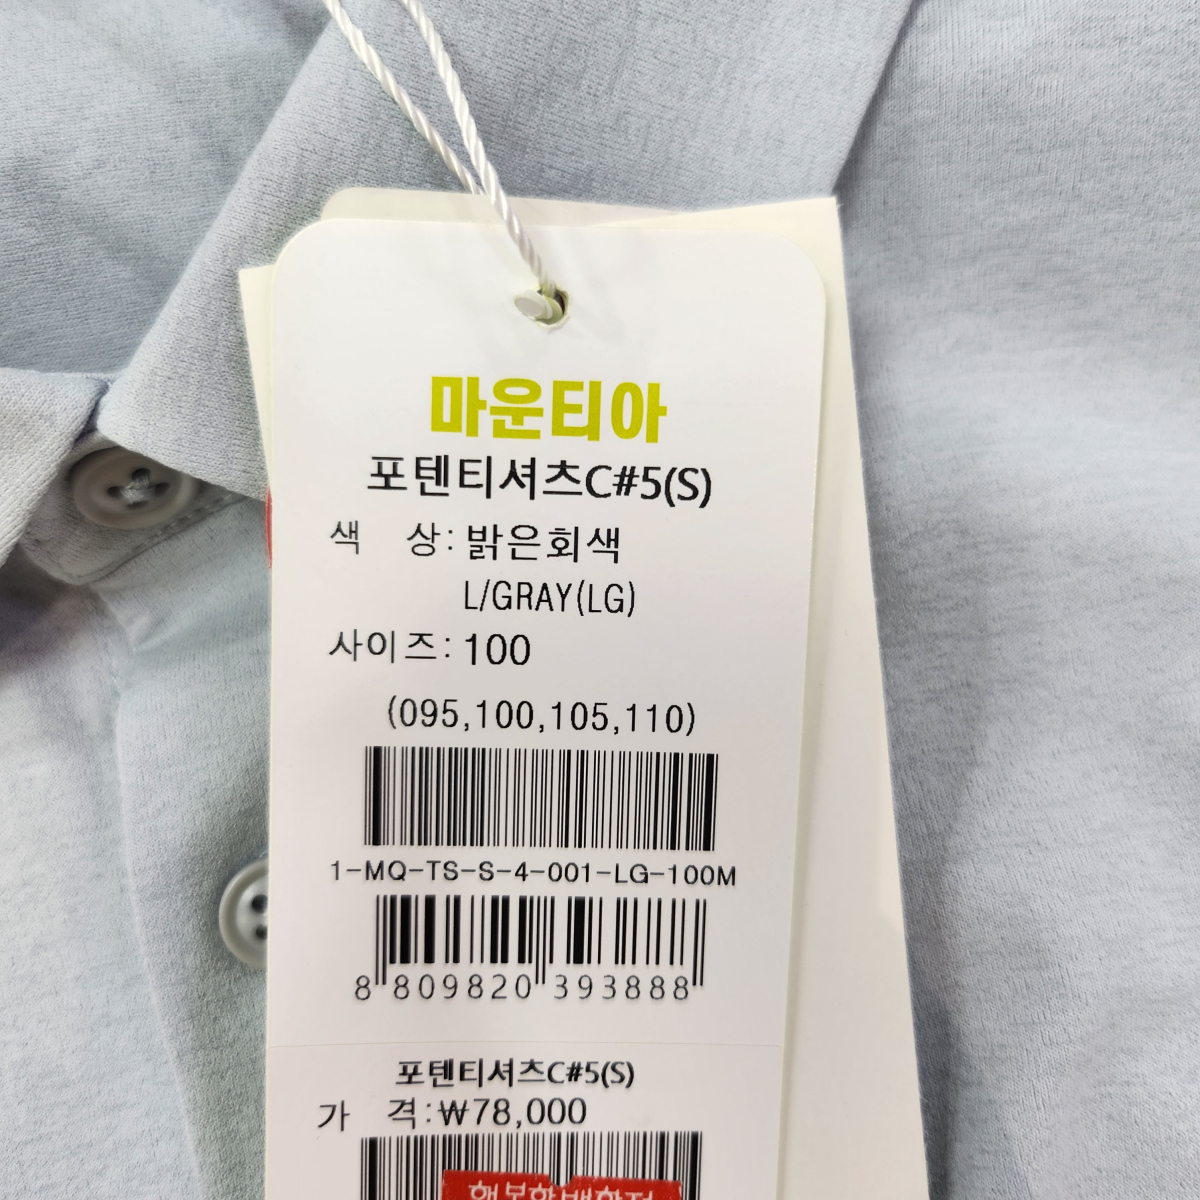 마운티아
포텐티셔츠C#5(S)
색 상: 밝은회색
L/GRAY(LG)
사이즈: 100
(095,100,105,110)
1-MQ-TS-S-4-001-LG-100M
8 809820 393888
포텐티셔츠C#5(S)
가 격:₩78,000